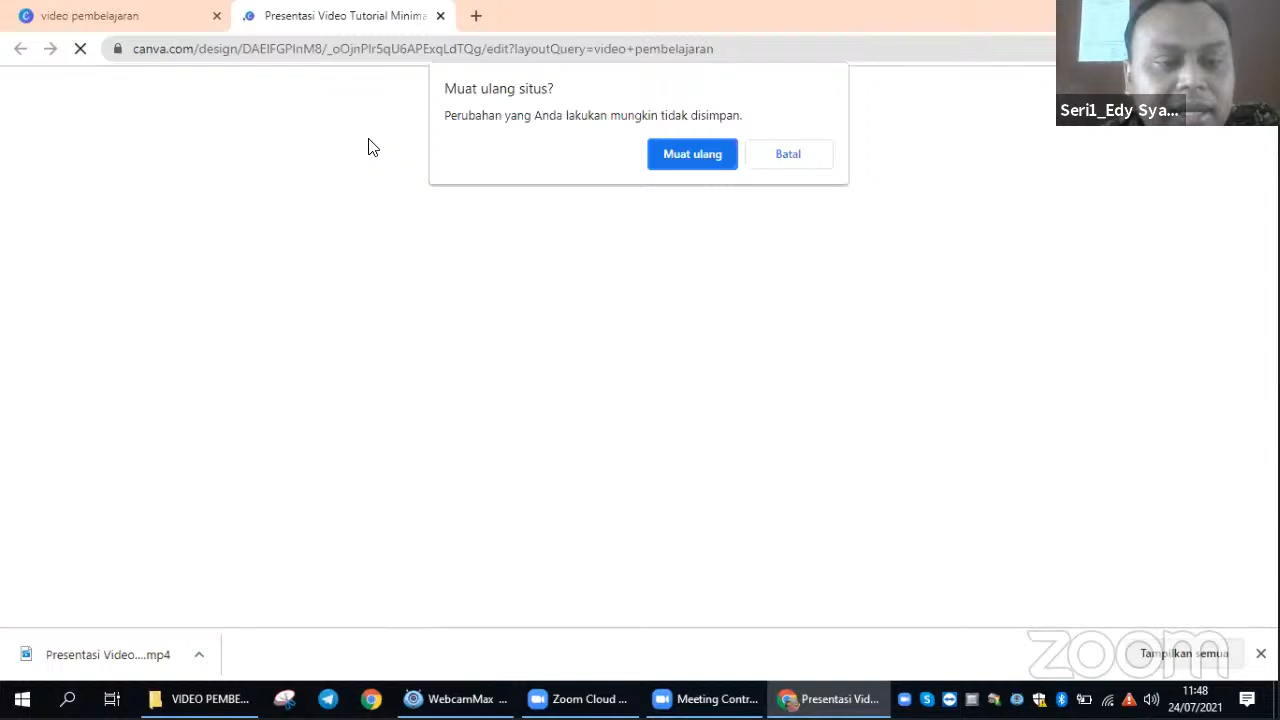 video pembelajaran
Presentasi Video Tutorial Minima
canva.com/design/DAElFGPInM8/_oOjnPlr5qU6APExqLdTQg/edit?layoutQuery=video+pembelajaran
Muat ulang situs?
Perubahan yang Anda lakukan mungkin tidak disimpan.
Muat ulang
Batal
Seri1_Edy Sya...
Presentasi Video....mp4
zoom
Tampilkan semua
VIDEO PEMBE...
WebcamMax ...
Zoom Cloud ...
Meeting Contr...
Presentasi Vid...
11:48
24/07/2021